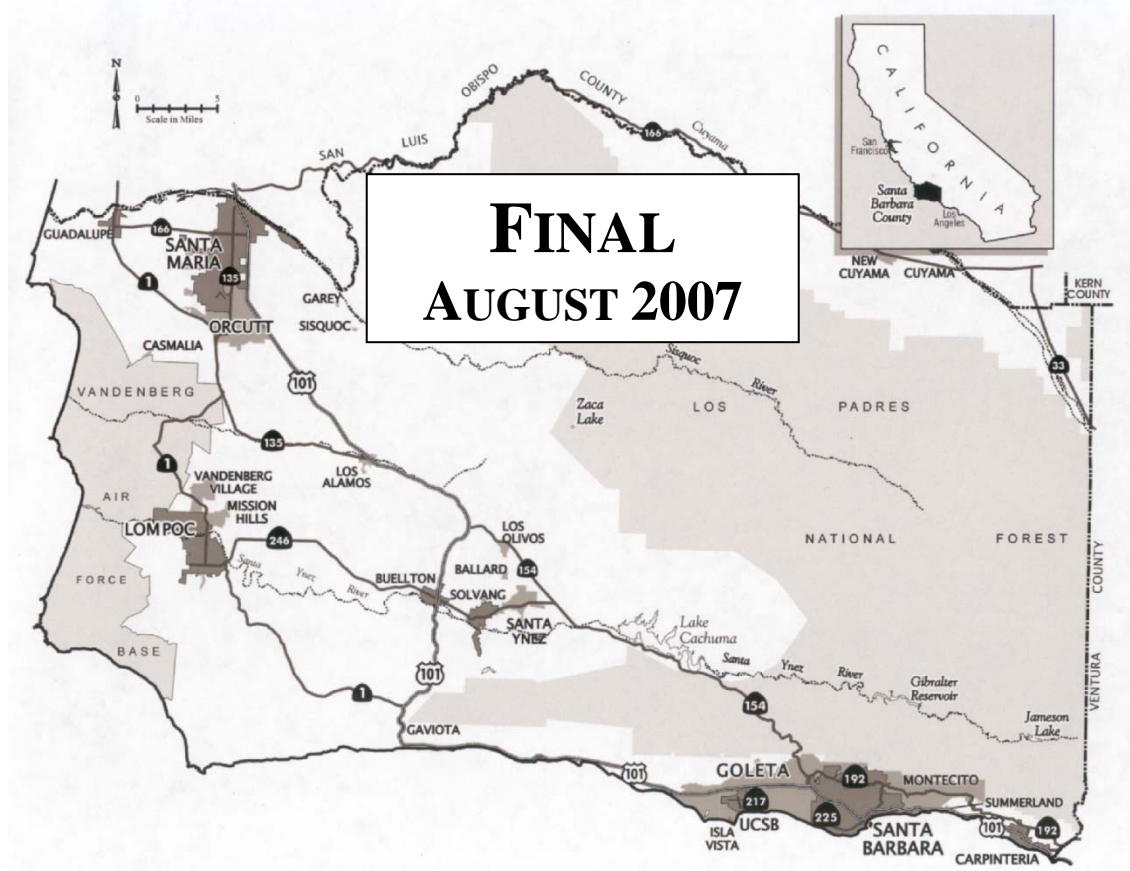 N
0 5
Scale in Miles
SAN LUIS OBISPO COUNTY
166
Cuyama
CALIFORNIA
San
Francisco
Santa
Barbara
County
Los
Angeles
FINAL
AUGUST 2007
GUADALUPE
166
SANTA
MARIA
135
1
NEW
CUYAMA
CUYAMA
KERN
COUNTY
GAREY
SISQUOC
ORCUTT
CASMALIA
101
33
Sisquoc
River
VANDENBERG
Zaca
Lake
LOS PADRES
135
1
LOS
ALAMOS
VANDENBERG
VILLAGE
AIR
MISSION
HILLS
LOMPOC
246
LOS
OLIVOS
NATIONAL FOREST
Santa Ynez River
BUELLTON
BALLARD
154
FORCE
SOLVANG
SANTA
YNEZ
COUNTY
Lake
Cachuma
BASE
101
Santa Ynez River
Gibralter
Reservoir
VENTURA
1
154
Jameson
Lake
GAVIOTA
101
GOLETA
192
MONTECITO
217
SUMMERLAND
ISLA
VISTA
UCSB
225
SANTA
BARBARA
101
192
CARPINTERIA